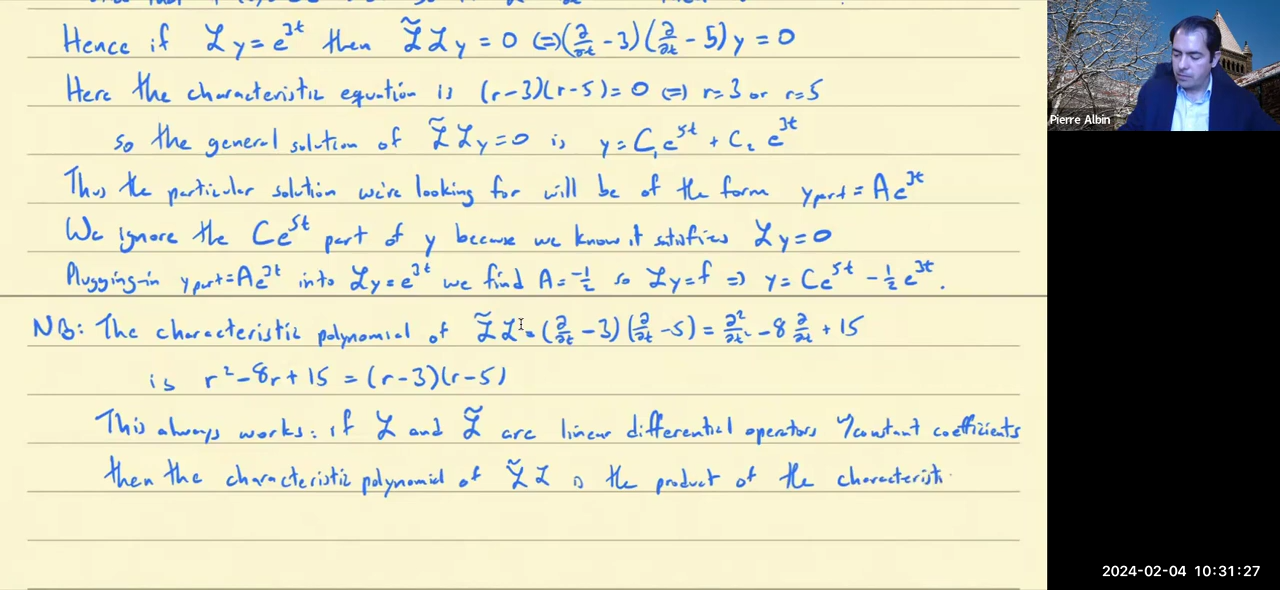 Hence if ℒy = e^{3t} then ℒ̃ℒy = 0 ⇔ (∂/∂t - 3)(∂/∂t - 5)y = 0
Here the characteristic equation is (r-3)(r-5) = 0 ⇔ r=3 or r=5
so the general solution of ℒ̃ℒy=0 is y = C₁e^{5t} + C₂ e^{3t}
Thus the particular solution we're looking for will be of the form y_part = Ae^{3t}
We ignore the Ce^{5t} part of y because we know it satisfies ℒy=0
Plugging-in y_part=Ae^{3t} into ℒy=e^{3t} we find A=-1/2 so ℒy=f ⇒ y = Ce^{5t} - 1/2 e^{3t}.
NB: The characteristic polynomial of ℒ̃ℒ = (∂/∂t - 3)(∂/∂t - 5) = ∂²/∂t² - 8 ∂/∂t + 15
is r² - 8r + 15 = (r-3)(r-5)
This always works: if ℒ and ℒ̃ are linear differential operators w/constant coefficients
then the characteristic polynomial of ℒ̃ℒ is the product of the characteristi
Pierre Albin
2024-02-04 10:31:27